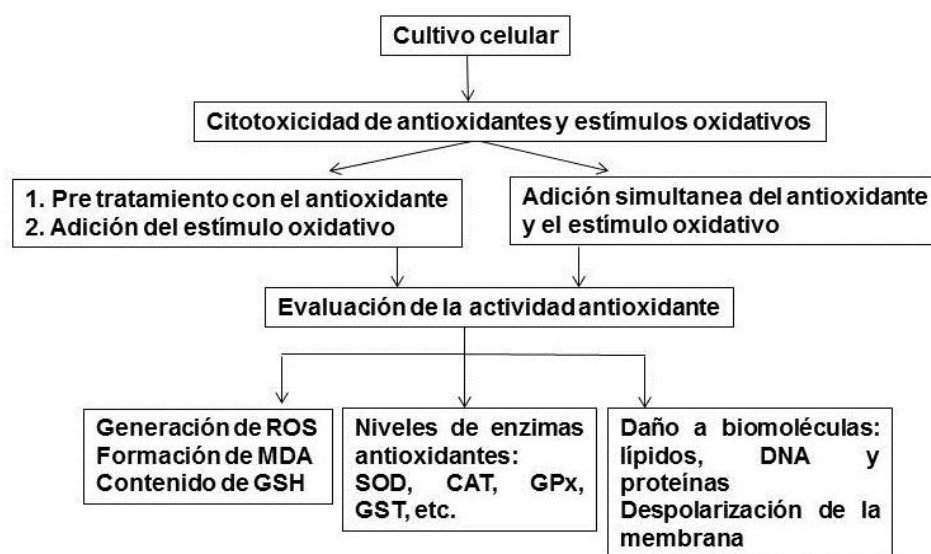 Cultivo celular
Citotoxicidad de antioxidantes y estímulos oxidativos
1. Pre tratamiento con el antioxidante
2. Adición del estímulo oxidativo
Adición simultanea del antioxidante
y el estímulo oxidativo
Evaluación de la actividad antioxidante
Generación de ROS
Formación de MDA
Contenido de GSH
Niveles de enzimas
antioxidantes:
SOD, CAT, GPx,
GST, etc.
Daño a biomoléculas:
lípidos, DNA y
proteínas
Despolarización de la
membrana